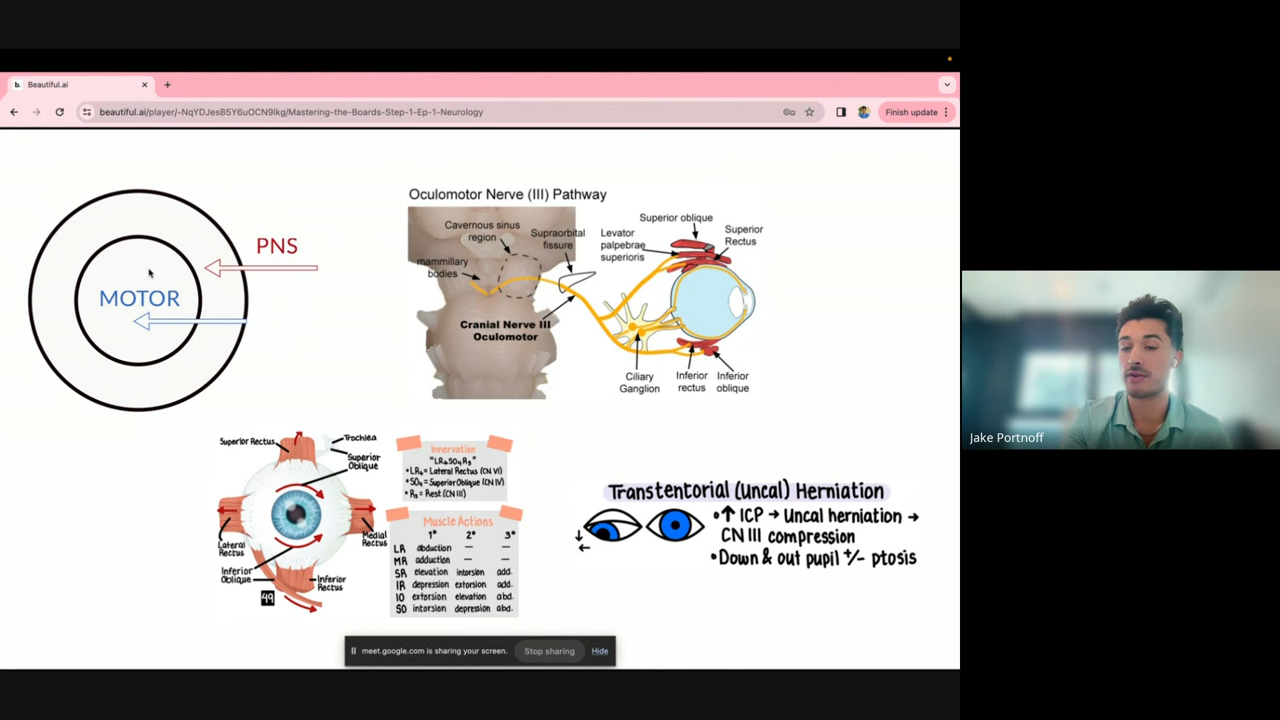 Beautiful.ai
beautiful.ai/player/-NqYDJesB5Y6uOCN9lkg/Mastering-the-Boards-Step-1-Ep-1-Neurology
Finish update
PNS
MOTOR
Oculomotor Nerve (III) Pathway
Cavernous sinus
region
Supraorbital
fissure
mammillary
bodies
Levator
palpebrae
superioris
Superior oblique
Superior
Rectus
Cranial Nerve III
Oculomotor
Ciliary
Ganglion
Inferior
rectus
Inferior
oblique
Superior Rectus
Trochlea
Superior
Oblique
Lateral
Rectus
Medial
Rectus
Inferior
Oblique
Inferior
Rectus
49
Innervation
"LR6SO4R3"
•LR6= Lateral Rectus (CN VI)
•SO4= Superior Oblique (CN IV)
•R3 = Rest (CN III)
Muscle Actions
1° 2° 3°
LR abduction — —
MR adduction — —
SR elevation intorsion add.
IR depression extorsion add.
IO extorsion elevation abd.
SO intorsion depression abd.
Transtentorial (Uncal) Herniation
•↑ ICP → Uncal herniation →
CN III compression
•Down & out pupil +/- ptosis
meet.google.com is sharing your screen.
Stop sharing
Hide
Jake Portnoff